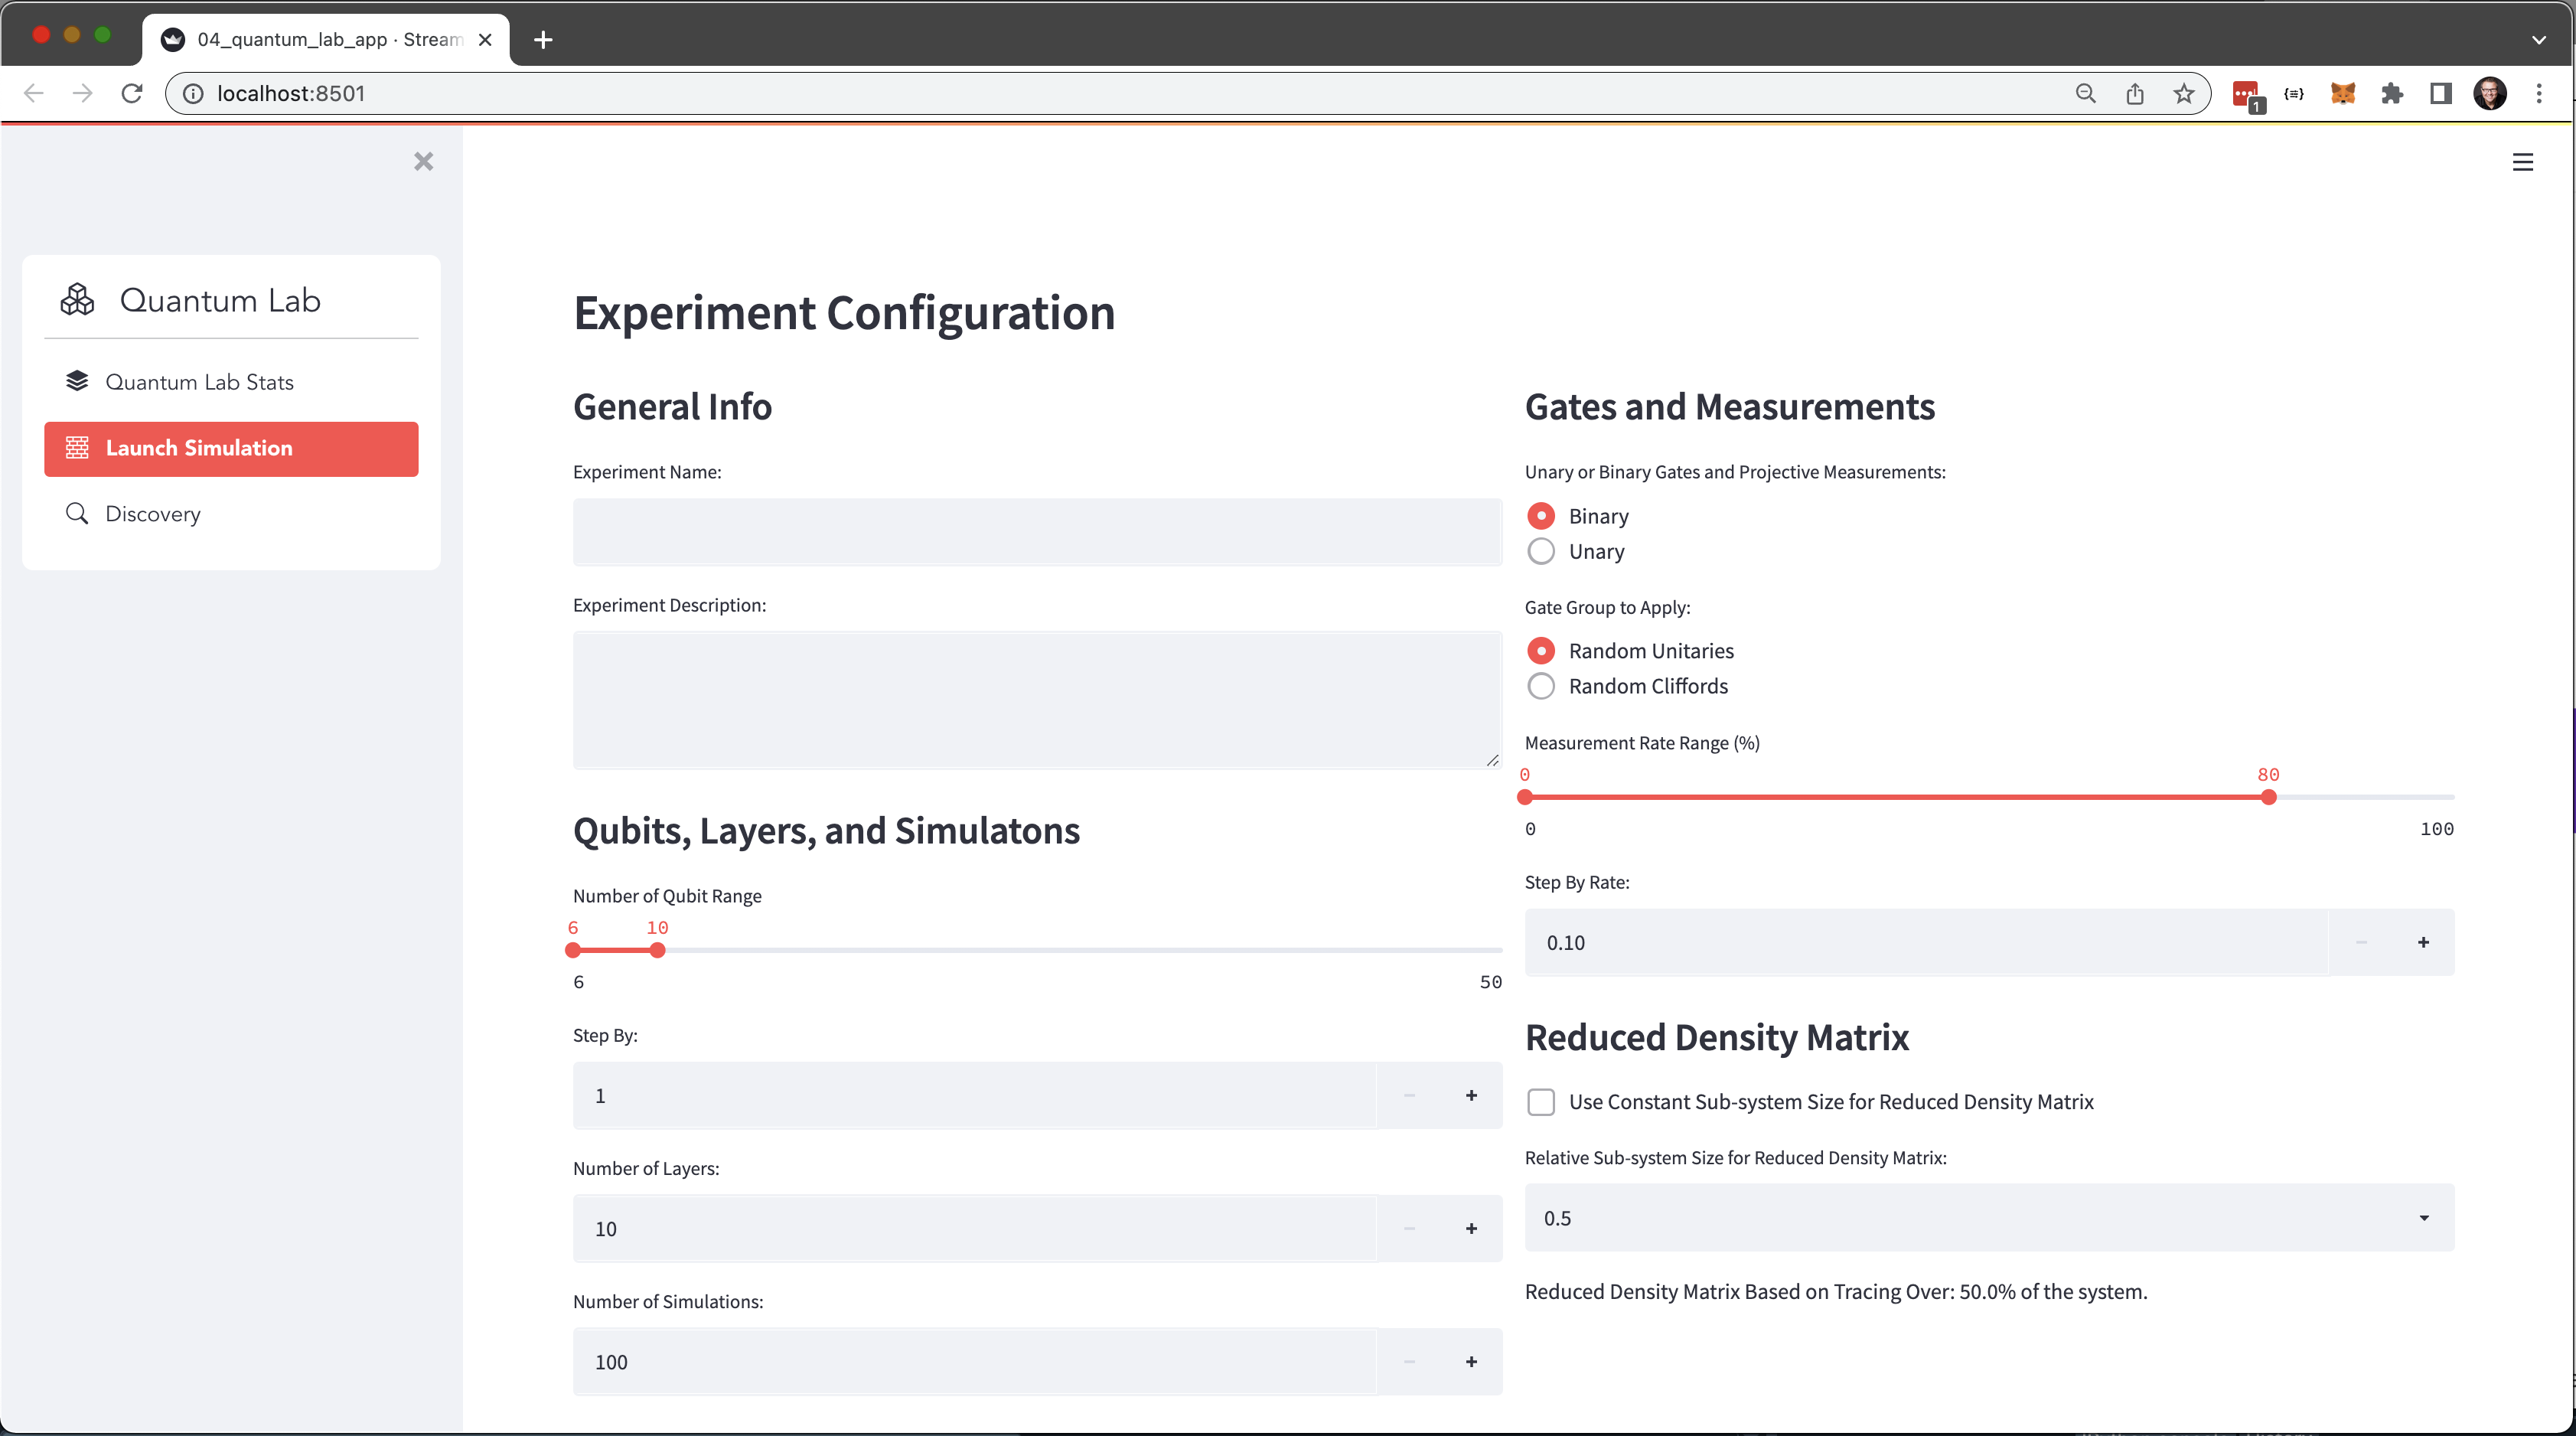 04_quantum_lab_app · Stream
localhost:8501
1
Quantum Lab
Quantum Lab Stats
Launch Simulation
Discovery
Experiment Configuration
General Info
Experiment Name:
Experiment Description:
Qubits, Layers, and Simulatons
Number of Qubit Range
6 10
6 50
Step By:
1
Number of Layers:
10
Number of Simulations:
100
Gates and Measurements
Unary or Binary Gates and Projective Measurements:
Binary
Unary
Gate Group to Apply:
Random Unitaries
Random Cliffords
Measurement Rate Range (%)
0 80
0 100
Step By Rate:
0.10
Reduced Density Matrix
Use Constant Sub-system Size for Reduced Density Matrix
Relative Sub-system Size for Reduced Density Matrix:
0.5
Reduced Density Matrix Based on Tracing Over: 50.0% of the system.